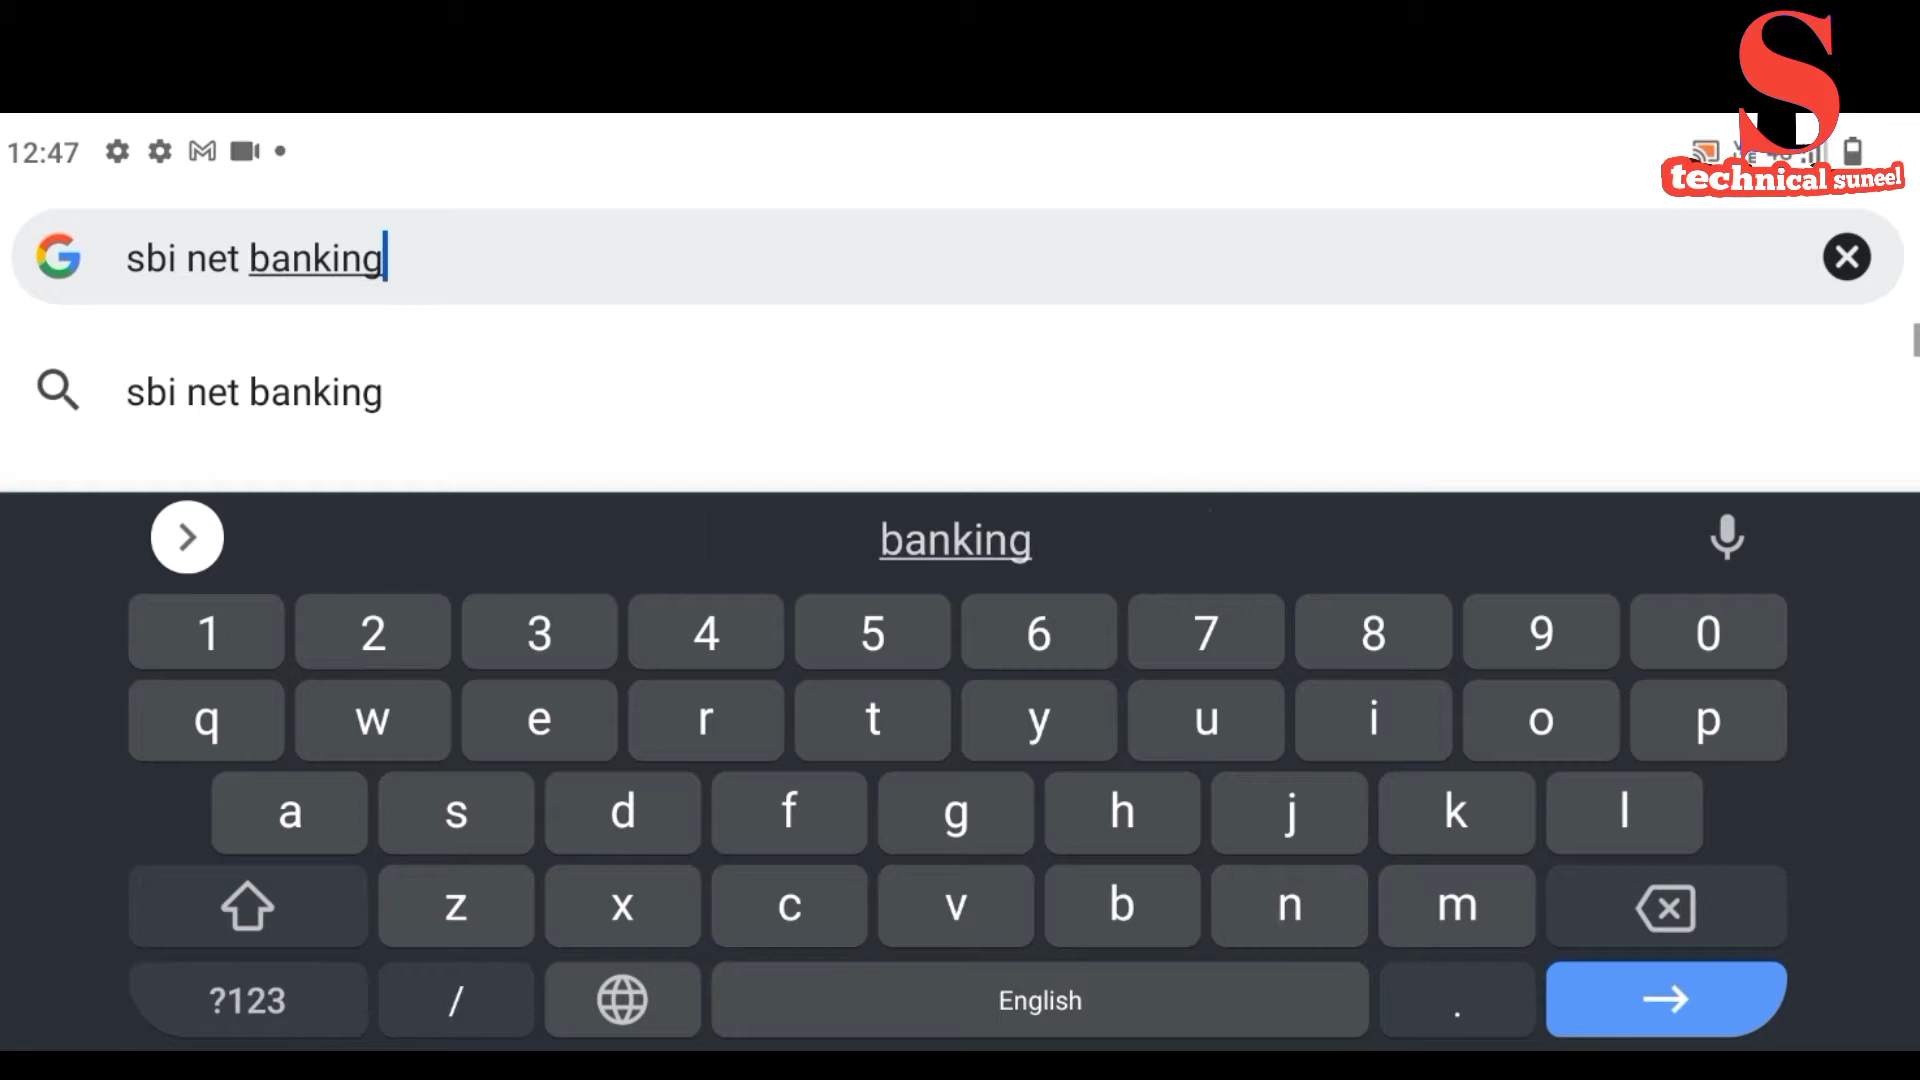 S
technical suneel
12:47
sbi net banking
sbi net banking
banking
1 2 3 4 5 6 7 8 9 0
q w e r t y u i o p
a s d f g h j k l
z x c v b n m
?123 / English .